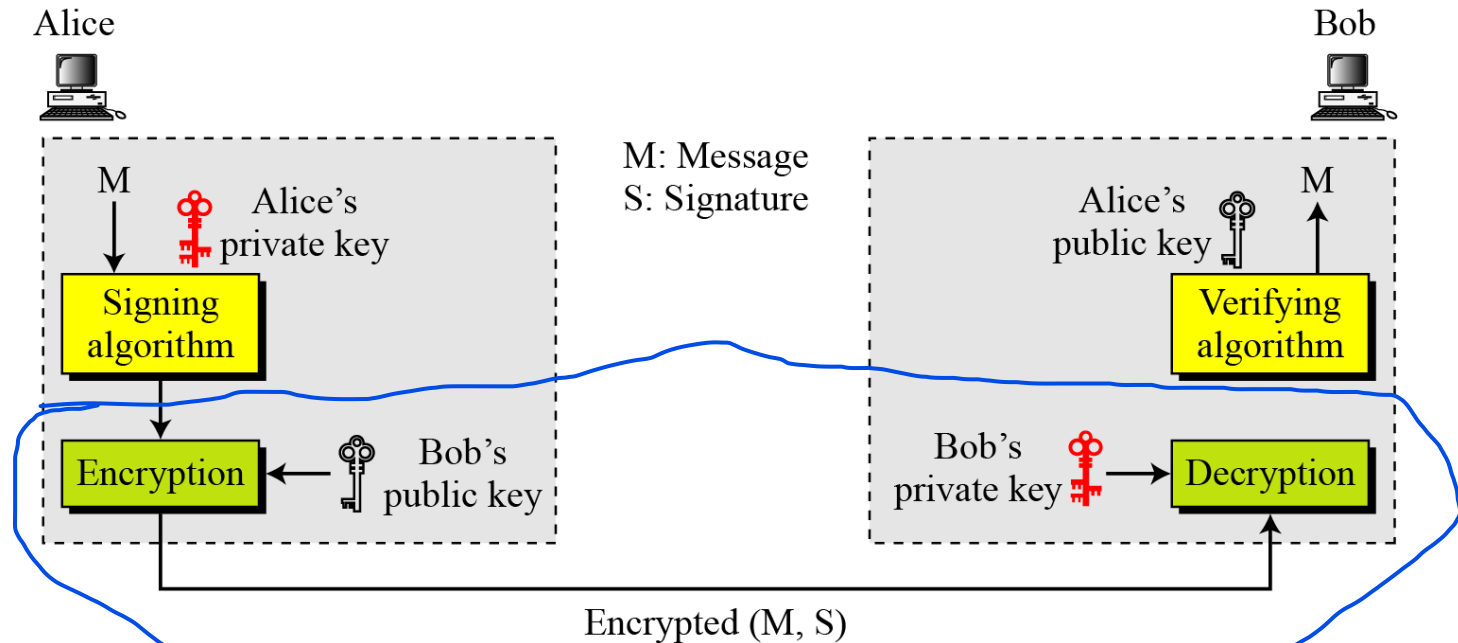 Alice
Bob
M: Message
S: Signature
M
Alice’s
private key
Signing
algorithm
Alice’s
public key
M
Verifying
algorithm
Encryption
Bob’s
public key
Bob’s
private key
Decryption
Encrypted (M, S)